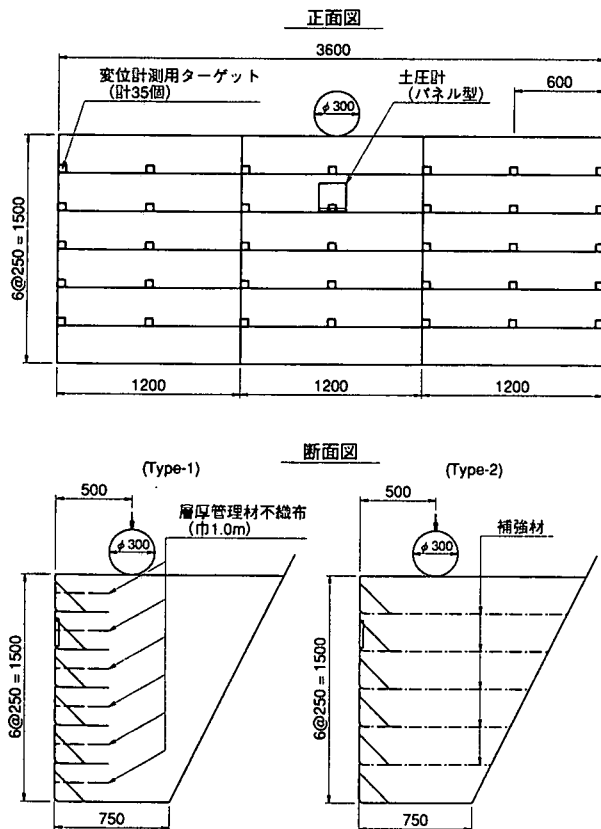 正面図
3600
変位計測用ターゲット
(計35個)
φ300
土圧計
(パネル型)
600
6@250=1500
1200
1200
1200
断面図
(Type-1)
(Type-2)
500
φ300
層厚管理材不織布
(巾1.0m)
6@250=1500
750
500
φ300
補強材
6@250=1500
750